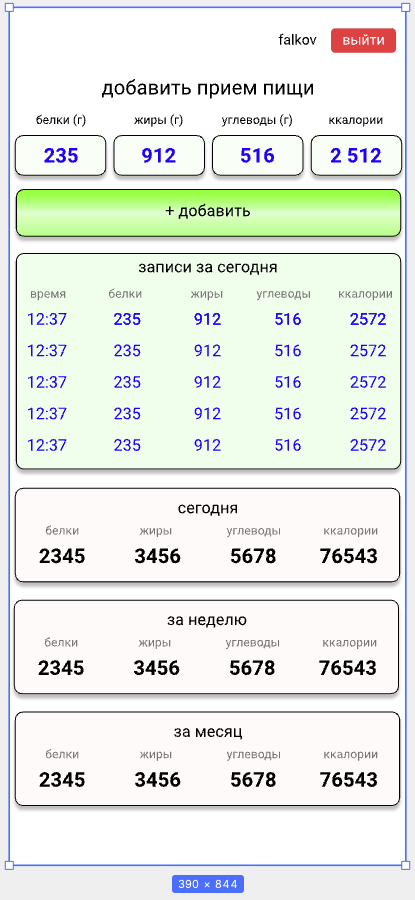 falkov выйти
добавить прием пищи
белки (г) жиры (г) углеводы (г) ккалории
235 912 516 2 512
+ добавить
записи за сегодня
время белки жиры углеводы ккалории
12:37 235 912 516 2572
12:37 235 912 516 2572
12:37 235 912 516 2572
12:37 235 912 516 2572
12:37 235 912 516 2572
сегодня
белки жиры углеводы ккалории
2345 3456 5678 76543
за неделю
белки жиры углеводы ккалории
2345 3456 5678 76543
за месяц
белки жиры углеводы ккалории
2345 3456 5678 76543
390 × 844